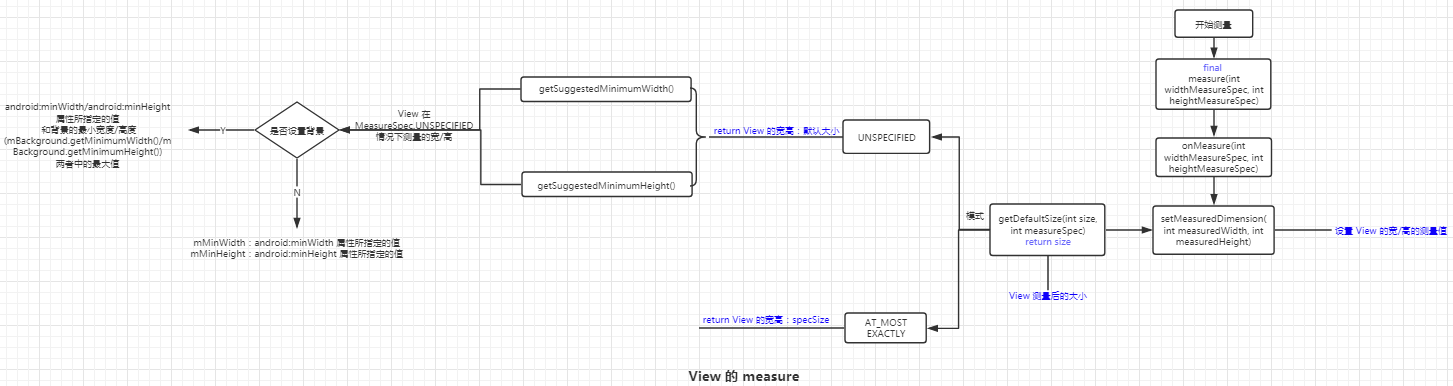 开始测量
final
measure(int
widthMeasureSpec, int
heightMeasureSpec)
onMeasure(int
widthMeasureSpec, int
heightMeasureSpec)
setMeasuredDimension(
int measuredWidth, int
measuredHeight)
设置 View 的宽/高的测量值
getDefaultSize(int size,
int measureSpec)
return size
View 测量后的大小
模式
UNSPECIFIED
return View 的宽高：默认大小
AT_MOST
EXACTLY
return View 的宽高：specSize
getSuggestedMinimumWidth()
getSuggestedMinimumHeight()
View 在
MeasureSpec.UNSPECIFIED
情况下测量的宽/高
是否设置背景
Y
android:minWidth/android:minHeight
属性所指定的值
和背景的最小宽度/高度
(mBackground.getMinimumWidth()/m
Background.getMinimumHeight())
两者中的最大值
N
mMinWidth：android:minWidth 属性所指定的值
mMinHeight：android:minHeight 属性所指定的值
View 的 measure